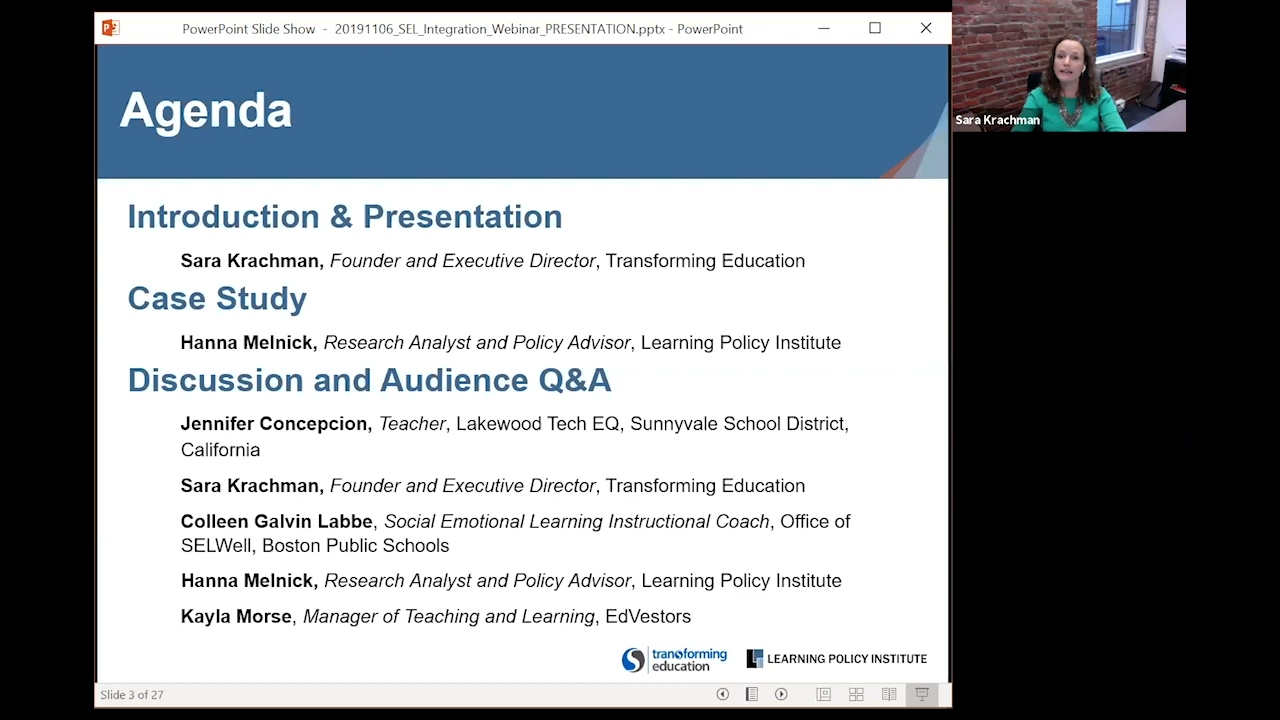 PowerPoint Slide Show - 20191106_SEL_Integration_Webinar_PRESENTATION.pptx - PowerPoint
Sara Krachman
Agenda
Introduction & Presentation
Sara Krachman, Founder and Executive Director, Transforming Education
Case Study
Hanna Melnick, Research Analyst and Policy Advisor, Learning Policy Institute
Discussion and Audience Q&A
Jennifer Concepcion, Teacher, Lakewood Tech EQ, Sunnyvale School District,
California
Sara Krachman, Founder and Executive Director, Transforming Education
Colleen Galvin Labbe, Social Emotional Learning Instructional Coach, Office of
SELWell, Boston Public Schools
Hanna Melnick, Research Analyst and Policy Advisor, Learning Policy Institute
Kayla Morse, Manager of Teaching and Learning, EdVestors
transforming
education
LEARNING POLICY INSTITUTE
Slide 3 of 27